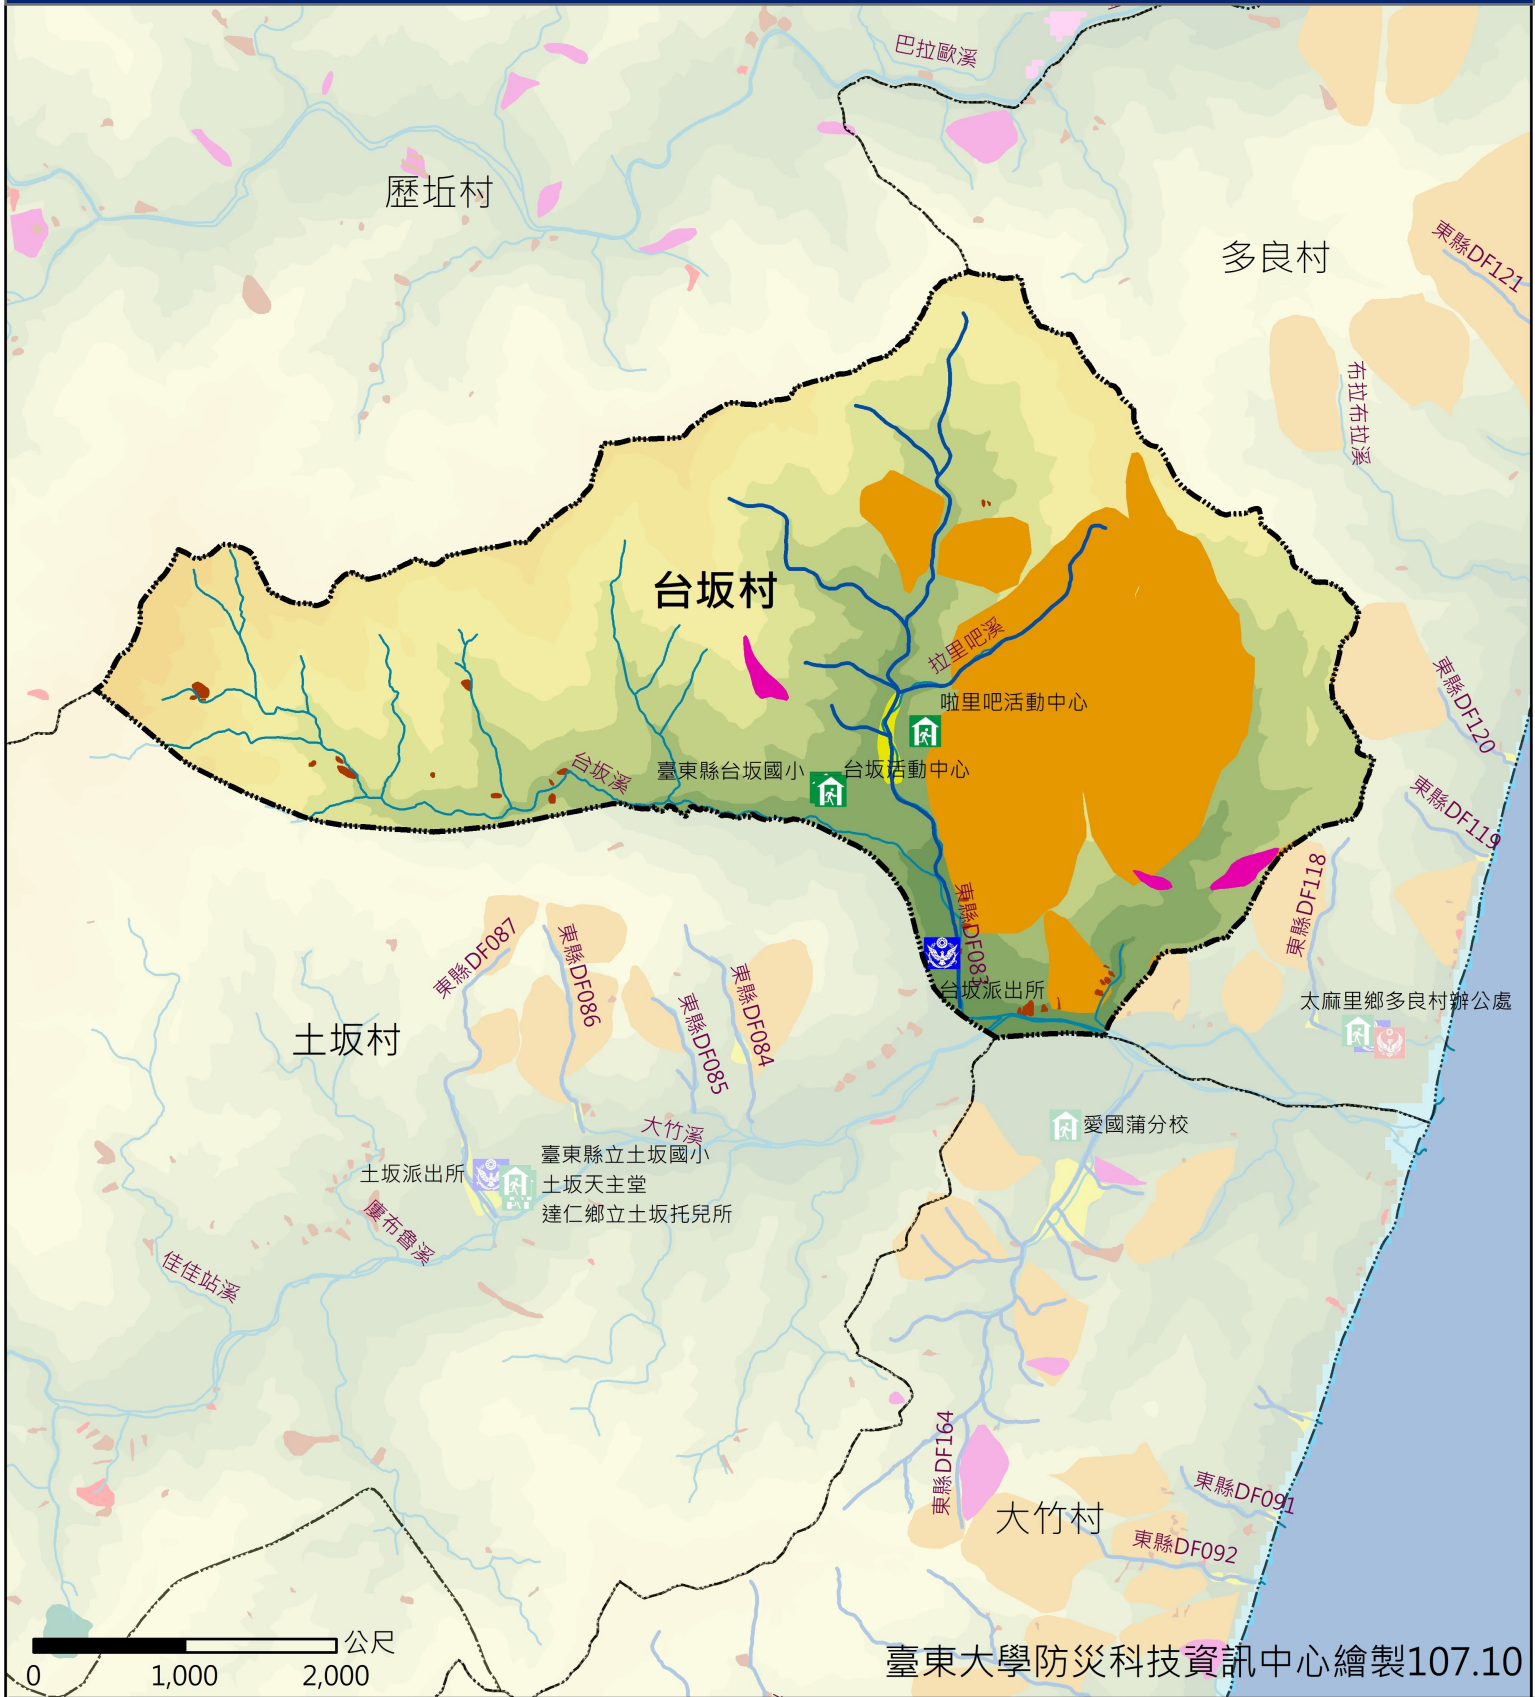 巴拉歐溪
歷坵村
多良村
東縣DF121
布拉布拉溪
台坂村
拉里吧溪
啦里吧活動中心
東縣DF120
台坂溪
臺東縣台坂國小
台坂活動中心
東縣DF119
東縣DF118
東縣DF083
東縣DF087
東縣DF086
東縣DF085
東縣DF084
台坂派出所
太麻里鄉多良村辦公處
土坂村
大竹溪
愛國蒲分校
土坂派出所
臺東縣立土坂國小
土坂天主堂
達仁鄉立土坂托兒所
佳佳站溪
東縣DF164
大竹村
東縣DF091
東縣DF092
公尺
0 1,000 2,000
臺東大學防災科技資訊中心繪製107.10